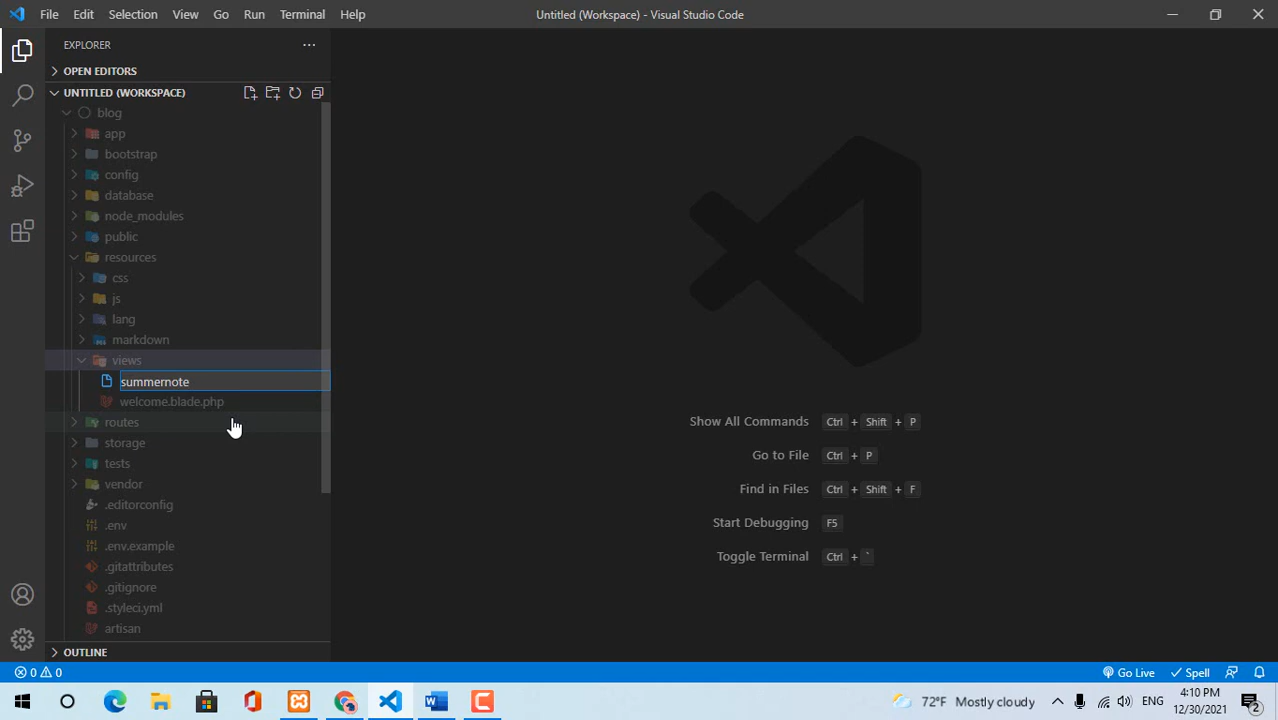 File Edit Selection View Go Run Terminal Help Untitled (Workspace) - Visual Studio Code
EXPLORER
OPEN EDITORS
UNTITLED (WORKSPACE)
blog
app
bootstrap
config
database
node_modules
public
resources
css
js
lang
markdown
views
summernote
welcome.blade.php
routes
storage
tests
vendor
.editorconfig
.env
.env.example
.gitattributes
.gitignore
.styleci.yml
artisan
OUTLINE
Show All Commands Ctrl + Shift + P
Go to File Ctrl + P
Find in Files Ctrl + Shift + F
Start Debugging F5
Toggle Terminal Ctrl + `
0 0 Go Live Spell
72°F Mostly cloudy ENG 4:10 PM
12/30/2021 2